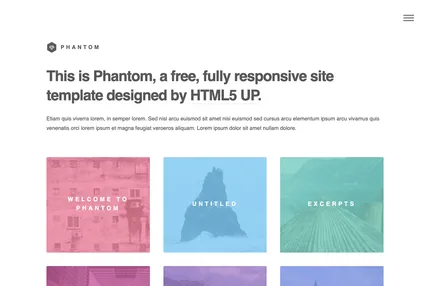 PHANTOM
This is Phantom, a free, fully responsive site
template designed by HTML5 UP.
Etiam quis viverra lorem, in semper lorem. Sed nisl arcu euismod sit amet nisi euismod sed cursus arcu elementum ipsum arcu vivamus quis
venenatis orci lorem ipsum et magna feugiat veroeros aliquam. Lorem ipsum dolor sit amet nullam dolore.
WELCOME TO
PHANTOM
UNTITLED
EXCERPTS